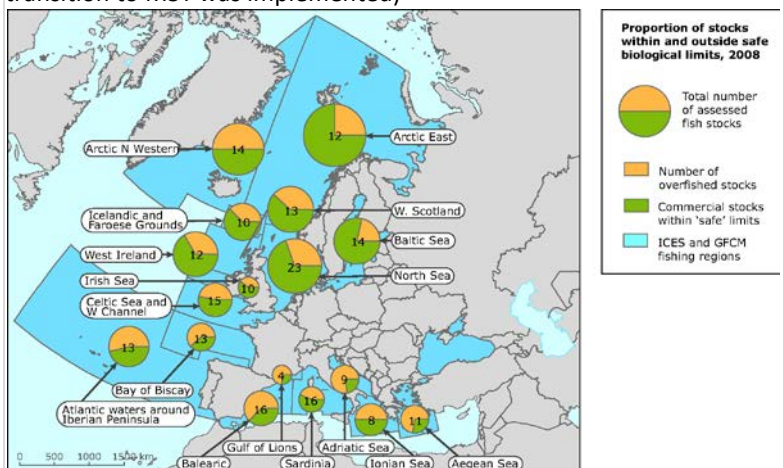 transition to MSY was implemented)
Proportion of stocks
within and outside safe
biological limits, 2008
Total number
of assessed
fish stocks
Number of
overfished stocks
Commercial stocks
within 'safe' limits
ICES and GFCM
fishing regions
12
Arctic East
14
Arctic N Western
13
W. Scotland
Icelandic and
Faroese Grounds
10
14
Baltic Sea
West Ireland
12
23
North Sea
Irish Sea
10
Celtic Sea and
W Channel
15
13
13
Bay of Biscay
Atlantic waters around
Iberian Peninsula
4
9
16
16
8
11
Gulf of Lions
Adriatic Sea
Balearic
Sardinia
Ionian Sea
Aegean Sea
0 500 1000 1500 km